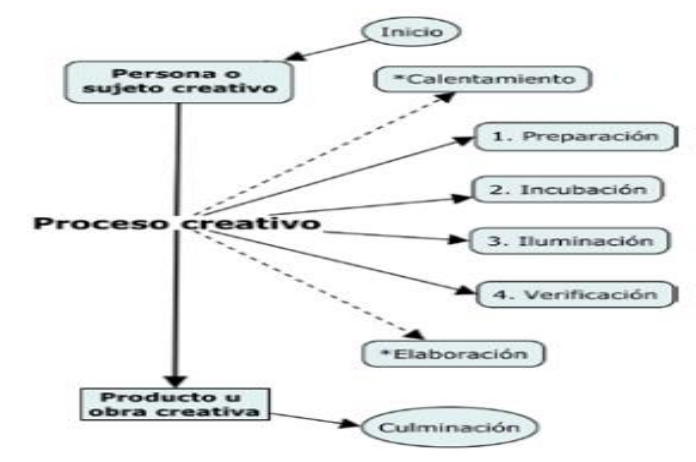 Inicio
Persona o
sujeto creativo
*Calentamiento
1. Preparación
2. Incubación
Proceso creativo
3. Iluminación
4. Verificación
*Elaboración
Producto u
obra creativa
Culminación